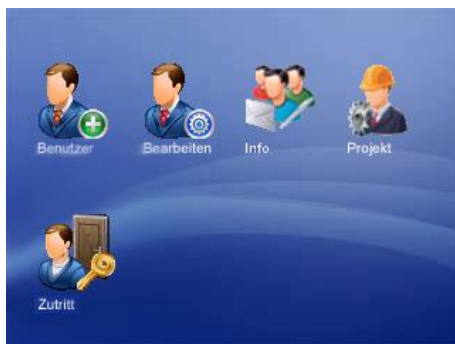 Benutzer
Bearbeiten
Info
Projekt
Zutritt